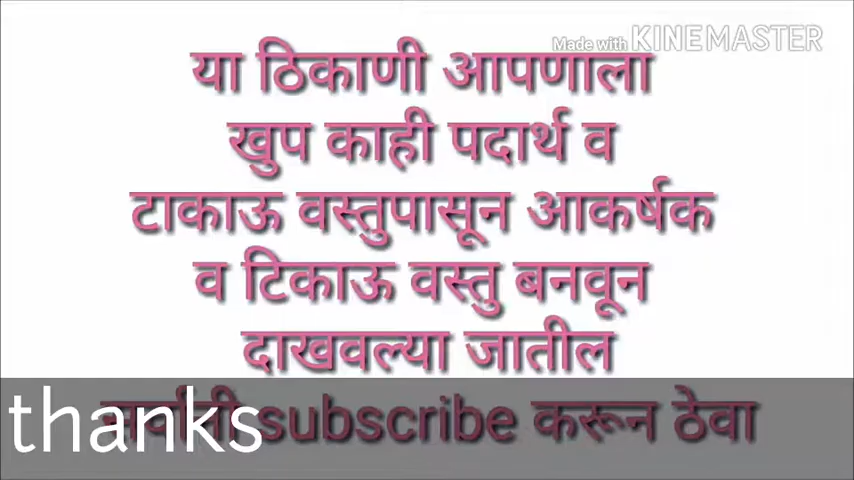 Made with KINEMASTER
या ठिकाणी आपणाला
खुप काही पदार्थ व
टाकाऊ वस्तुपासून आकर्षक
व टिकाऊ वस्तु बनवून
दाखवल्या जातील
subscribe करून ठेवा
thanks